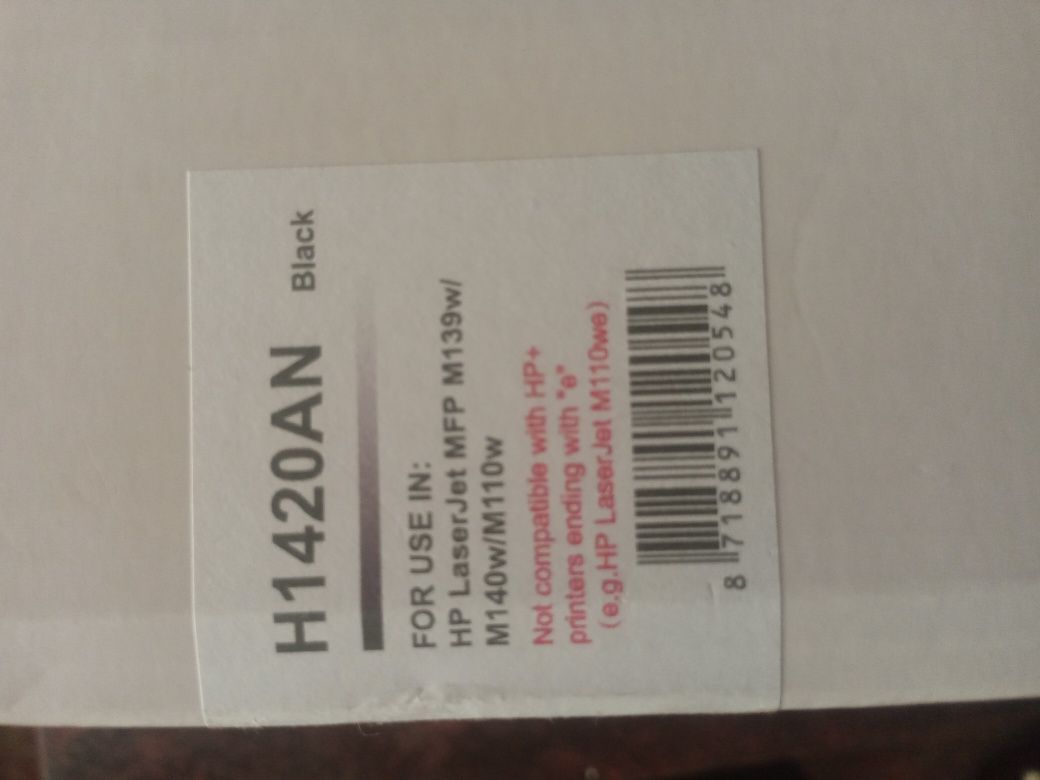 H1420AN Black
FOR USE IN:
HP LaserJet MFP M139w/
M140w/M110w
Not compatible with HP+
printers ending with "e"
(e.g.HP LaserJet M110we)
8 718891 120548